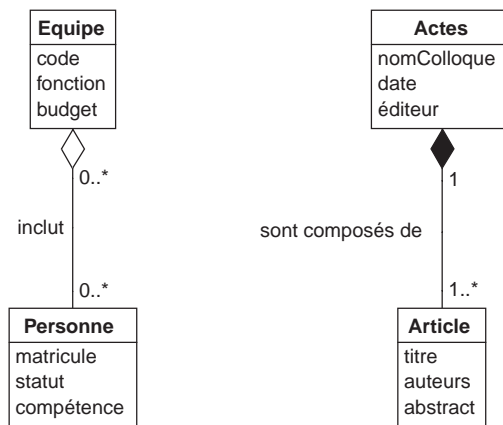 Equipe
code
fonction
budget
0..*
inclut
0..*
Personne
matricule
statut
compétence
Actes
nomColloque
date
éditeur
1
sont composés de
1..*
Article
titre
auteurs
abstract